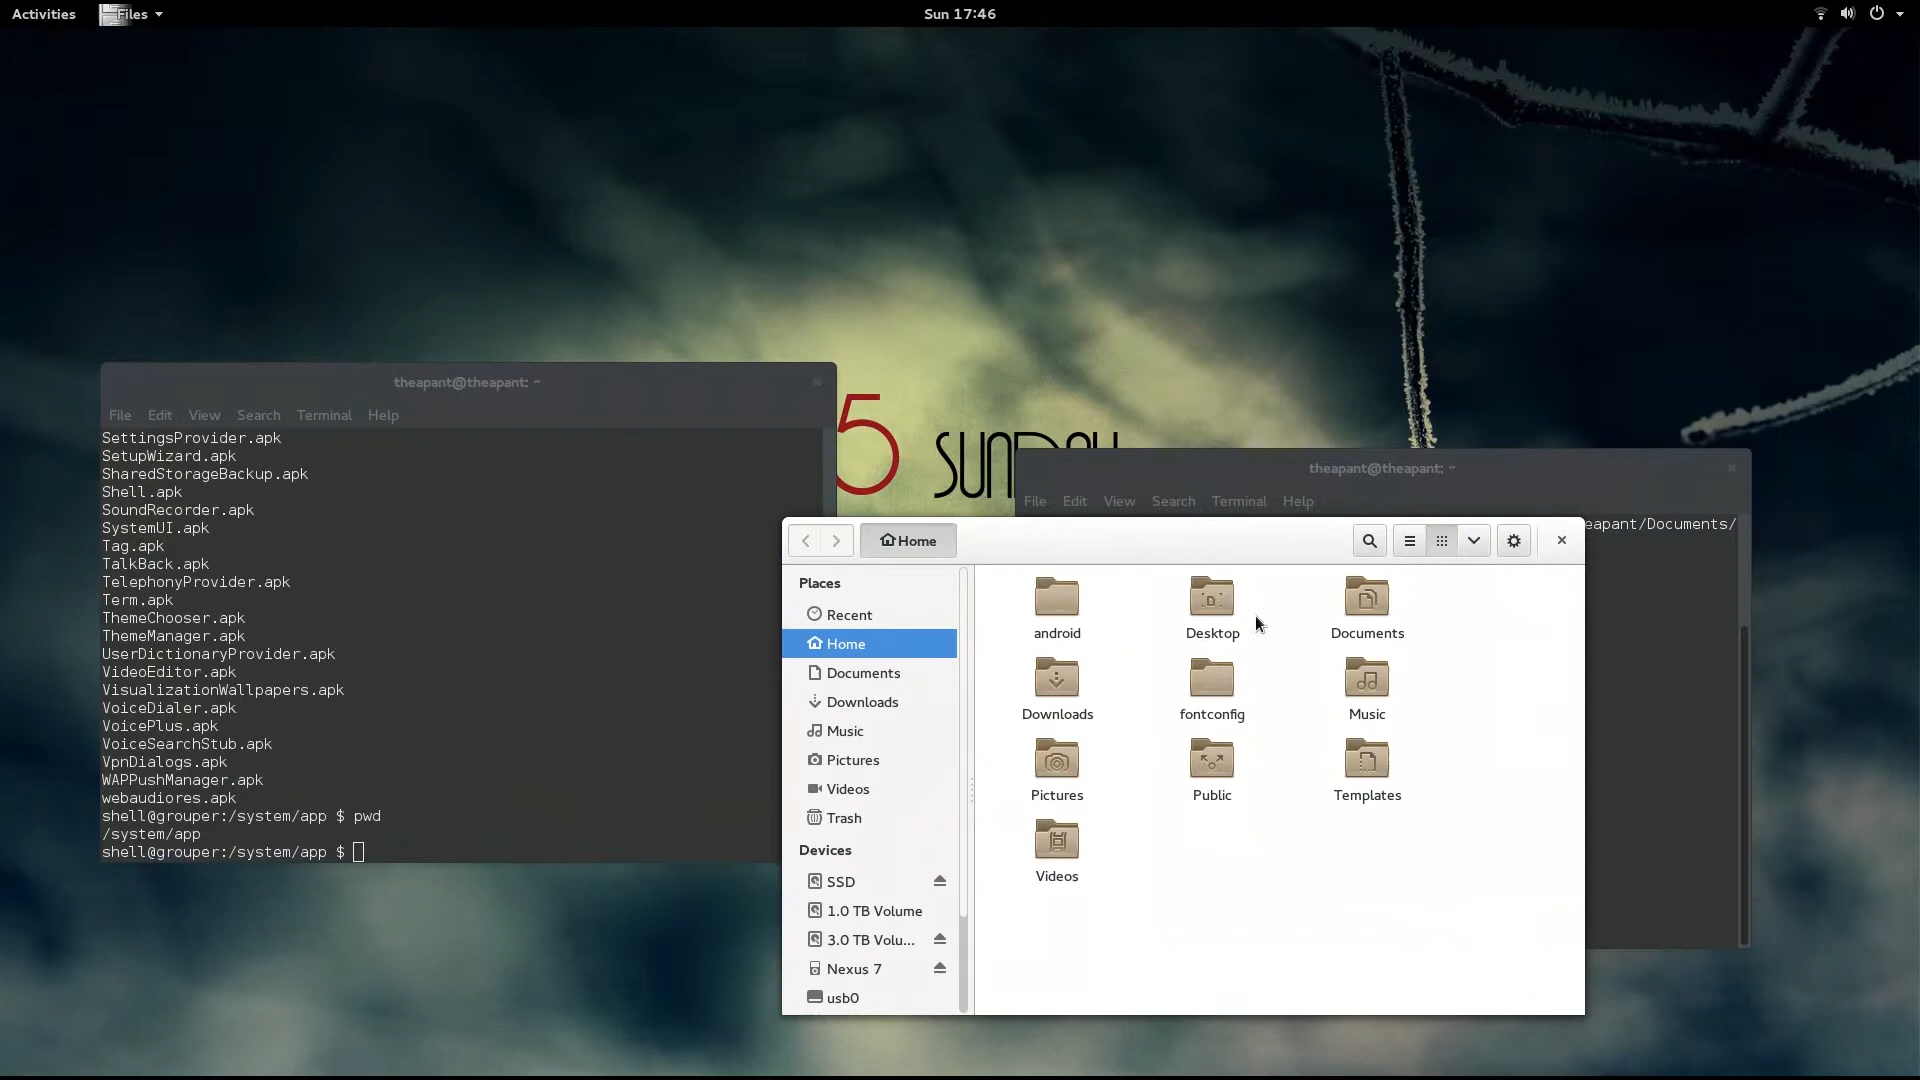 Activities
Files
Sun 17:46
5 SUNDAY
theapant@theapant: ~
File Edit View Search Terminal Help
SettingsProvider.apk
SetupWizard.apk
SharedStorageBackup.apk
Shell.apk
SoundRecorder.apk
SystemUI.apk
Tag.apk
TalkBack.apk
TelephonyProvider.apk
Term.apk
ThemeChooser.apk
ThemeManager.apk
UserDictionaryProvider.apk
VideoEditor.apk
VisualizationWallpapers.apk
VoiceDialer.apk
VoicePlus.apk
VoiceSearchStub.apk
VpnDialogs.apk
WAPPushManager.apk
webaudiores.apk
shell@grouper:/system/app $ pwd
/system/app
shell@grouper:/system/app $
theapant@theapant: ~
File Edit View Search Terminal Help
eapant/Documents/
Home
Places
Recent
Home
Documents
Downloads
Music
Pictures
Videos
Trash
Devices
SSD
1.0 TB Volume
3.0 TB Volu...
Nexus 7
usb0
android Desktop Documents
Downloads fontconfig Music
Pictures Public Templates
Videos